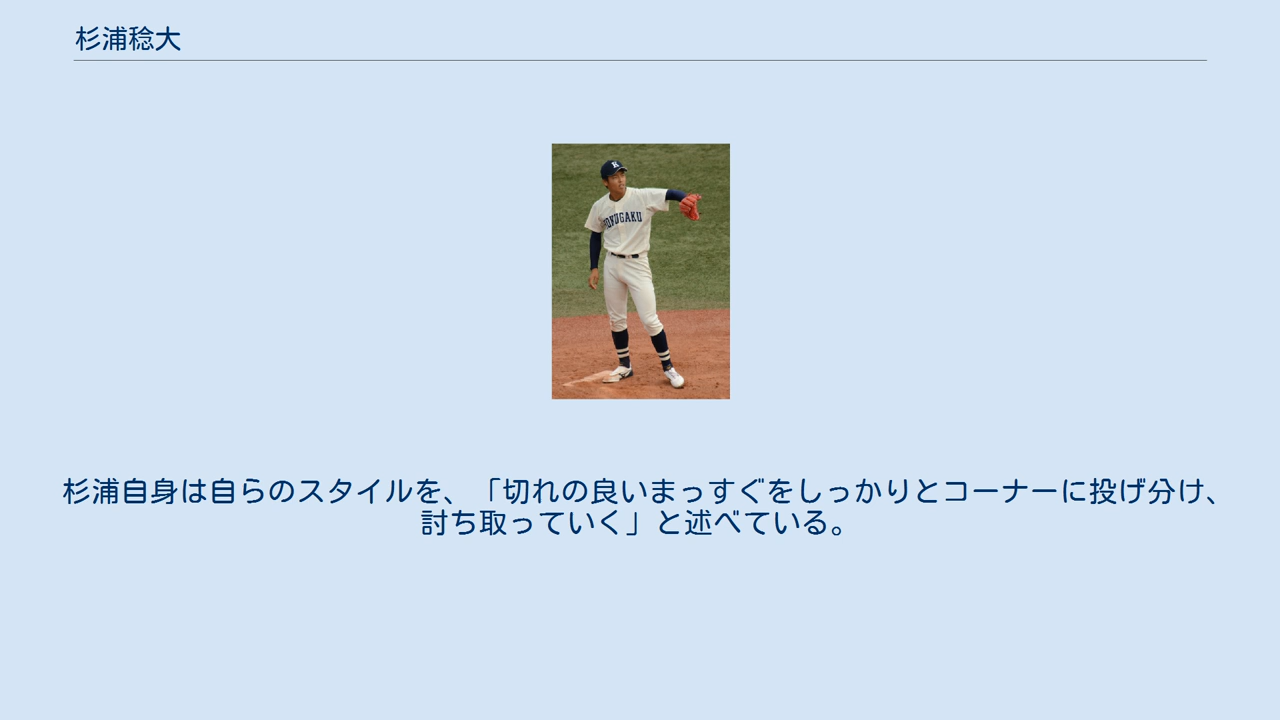 杉浦稔大
KOKUGAKU
杉浦自身は自らのスタイルを、「切れの良いまっすぐをしっかりとコーナーに投げ分け、
討ち取っていく」と述べている。